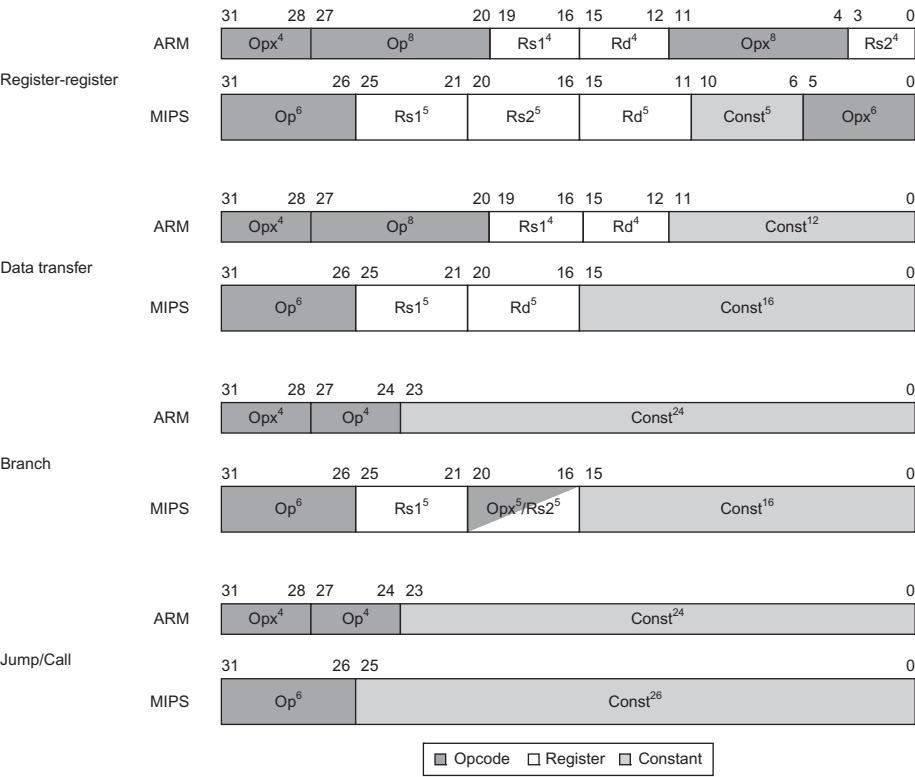 31 28 27 20 19 16 15 12 11 4 3 0
ARM Opx⁴ Op⁸ Rs1⁴ Rd⁴ Opx⁸ Rs2⁴
Register-register
31 26 25 21 20 16 15 11 10 6 5 0
MIPS Op⁶ Rs1⁵ Rs2⁵ Rd⁵ Const⁵ Opx⁶
31 28 27 20 19 16 15 12 11 0
ARM Opx⁴ Op⁸ Rs1⁴ Rd⁴ Const¹²
Data transfer
31 26 25 21 20 16 15 0
MIPS Op⁶ Rs1⁵ Rd⁵ Const¹⁶
31 28 27 24 23 0
ARM Opx⁴ Op⁴ Const²⁴
Branch
31 26 25 21 20 16 15 0
MIPS Op⁶ Rs1⁵ Opx⁵/Rs2⁵ Const¹⁶
31 28 27 24 23 0
ARM Opx⁴ Op⁴ Const²⁴
Jump/Call
31 26 25 0
MIPS Op⁶ Const²⁶
Opcode Register Constant